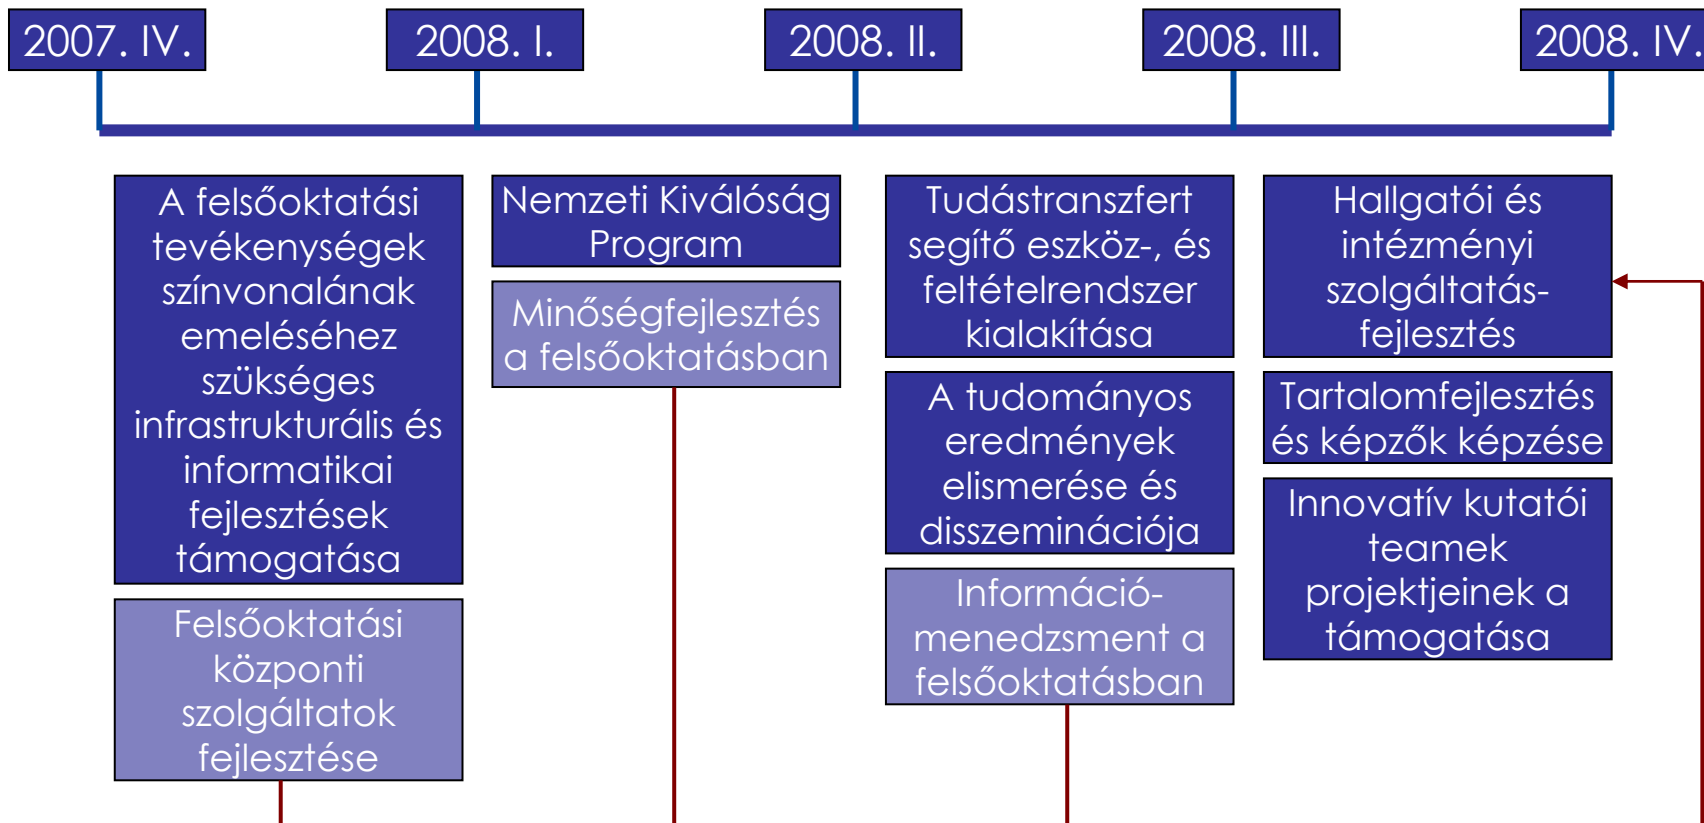 2007. IV.
2008. I.
2008. II.
2008. III.
2008. IV.
A felsőoktatási
tevékenységek
színvonalának
emeléséhez
szükséges
infrastrukturális és
informatikai
fejlesztések
támogatása
Felsőoktatási
központi
szolgáltatok
fejlesztése
Nemzeti Kiválóság
Program
Minőségfejlesztés
a felsőoktatásban
Tudástranszfert
segítő eszköz-, és
feltételrendszer
kialakítása
A tudományos
eredmények
elismerése és
disszeminációja
Információ-
menedzsment a
felsőoktatásban
Hallgatói és
intézményi
szolgáltatás-
fejlesztés
Tartalomfejlesztés
és képzők képzése
Innovatív kutatói
teamek
projektjeinek a
támogatása